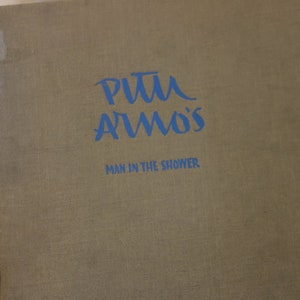 PETER
ARNO'S
MAN IN THE SHOWER